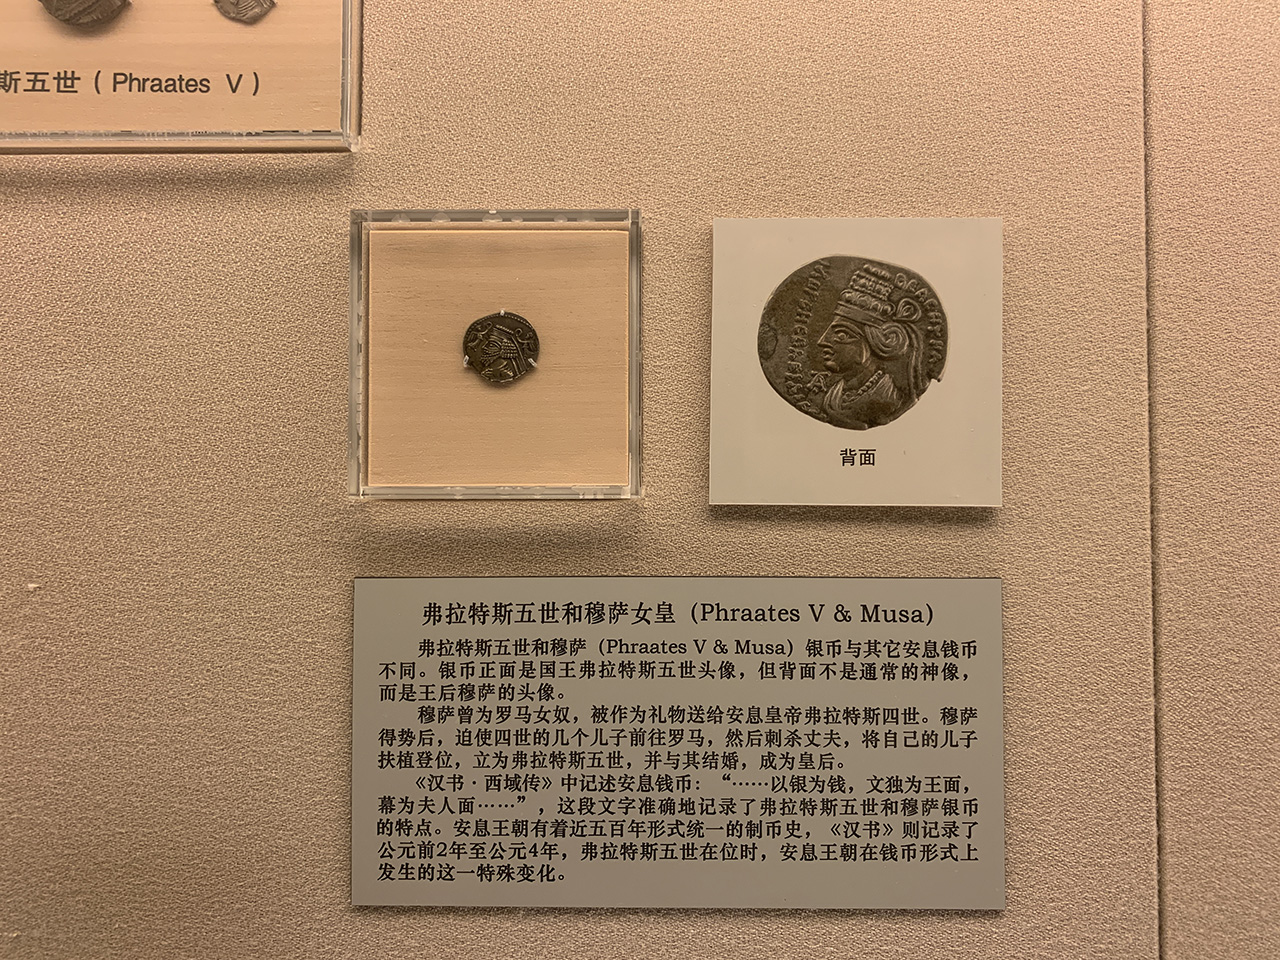 斯五世（Phraates V）
背面
弗拉特斯五世和穆萨女皇（Phraates V & Musa）
弗拉特斯五世和穆萨（Phraates V & Musa）银币与其它安息钱币
不同。银币正面是国王弗拉特斯五世头像，但背面不是通常的神像，
而是王后穆萨的头像。
穆萨曾为罗马女奴，被作为礼物送给安息皇帝弗拉特斯四世。穆萨
得势后，迫使四世的几个儿子前往罗马，然后刺杀丈夫，将自己的儿子
扶植登位，立为弗拉特斯五世，并与其结婚，成为皇后。
《汉书·西域传》中记述安息钱币：“……以银为钱，文独为王面，
幕为夫人面……”，这段文字准确地记录了弗拉特斯五世和穆萨银币
的特点。安息王朝有着近五百年形式统一的制币史，《汉书》则记录了
公元前2年至公元4年，弗拉特斯五世在位时，安息王朝在钱币形式上
发生的这一特殊变化。